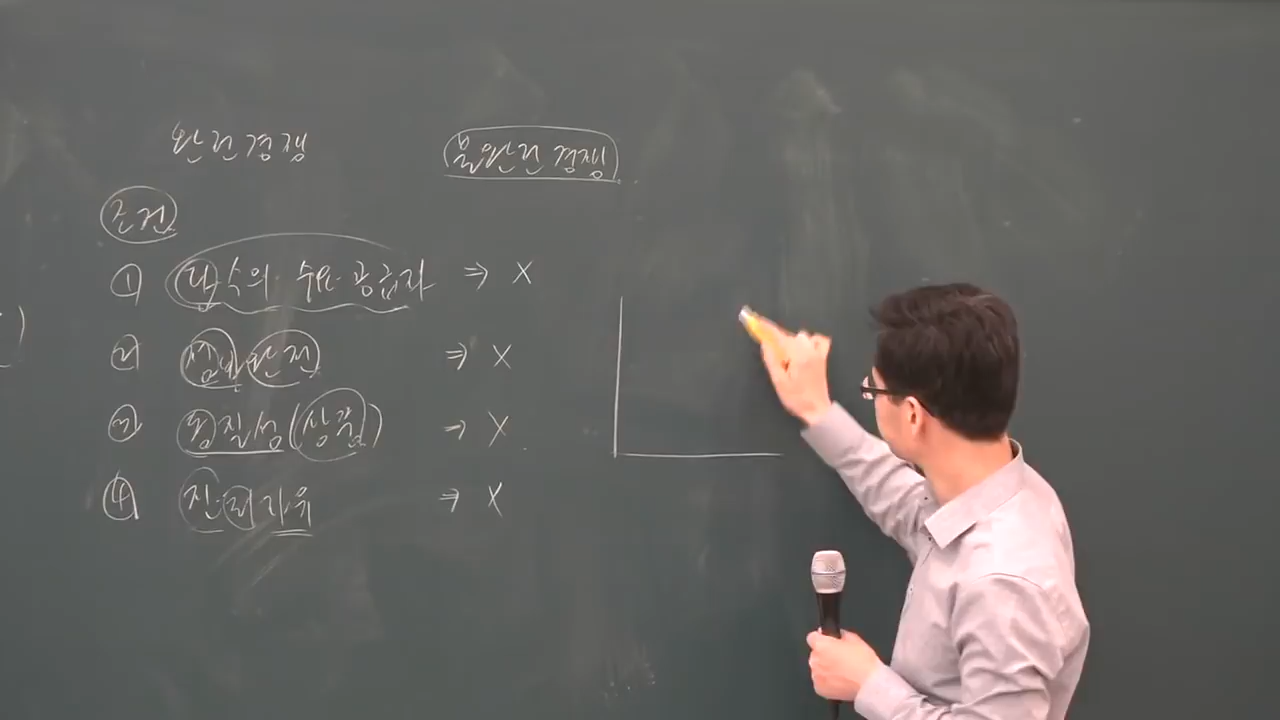 완전경쟁 불완전경쟁
조건
① 다수의 수요·공급자 ⇒ X
② 정보완전 ⇒ X
③ 동질성(상품) ⇒ X
④ 진·퇴자유 ⇒ X